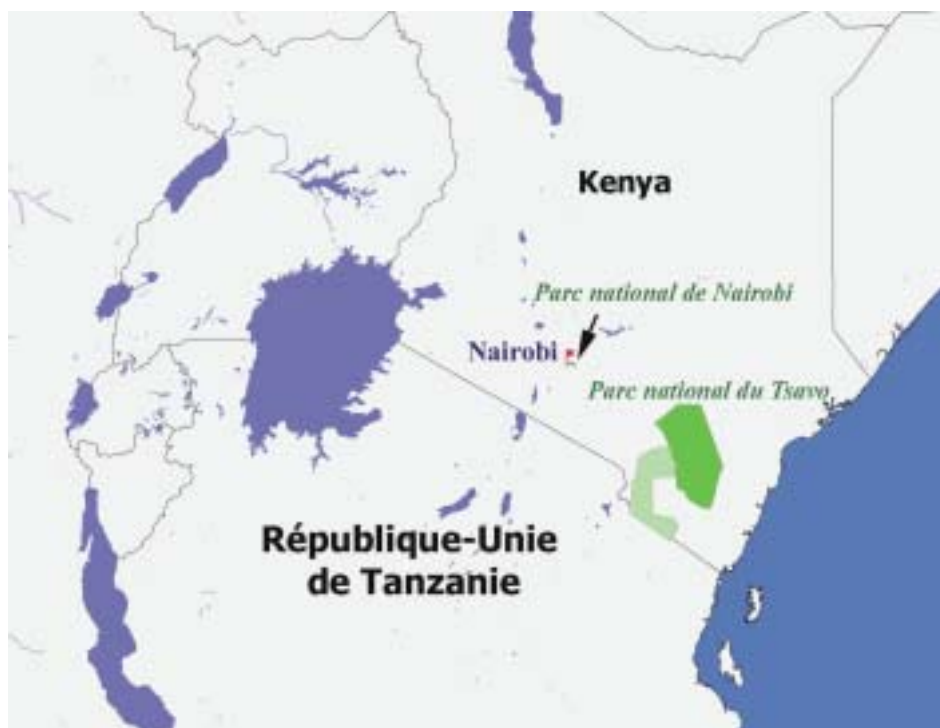 Kenya
Parc national de Nairobi
Nairobi
Parc national du Tsavo
République-Unie
de Tanzanie